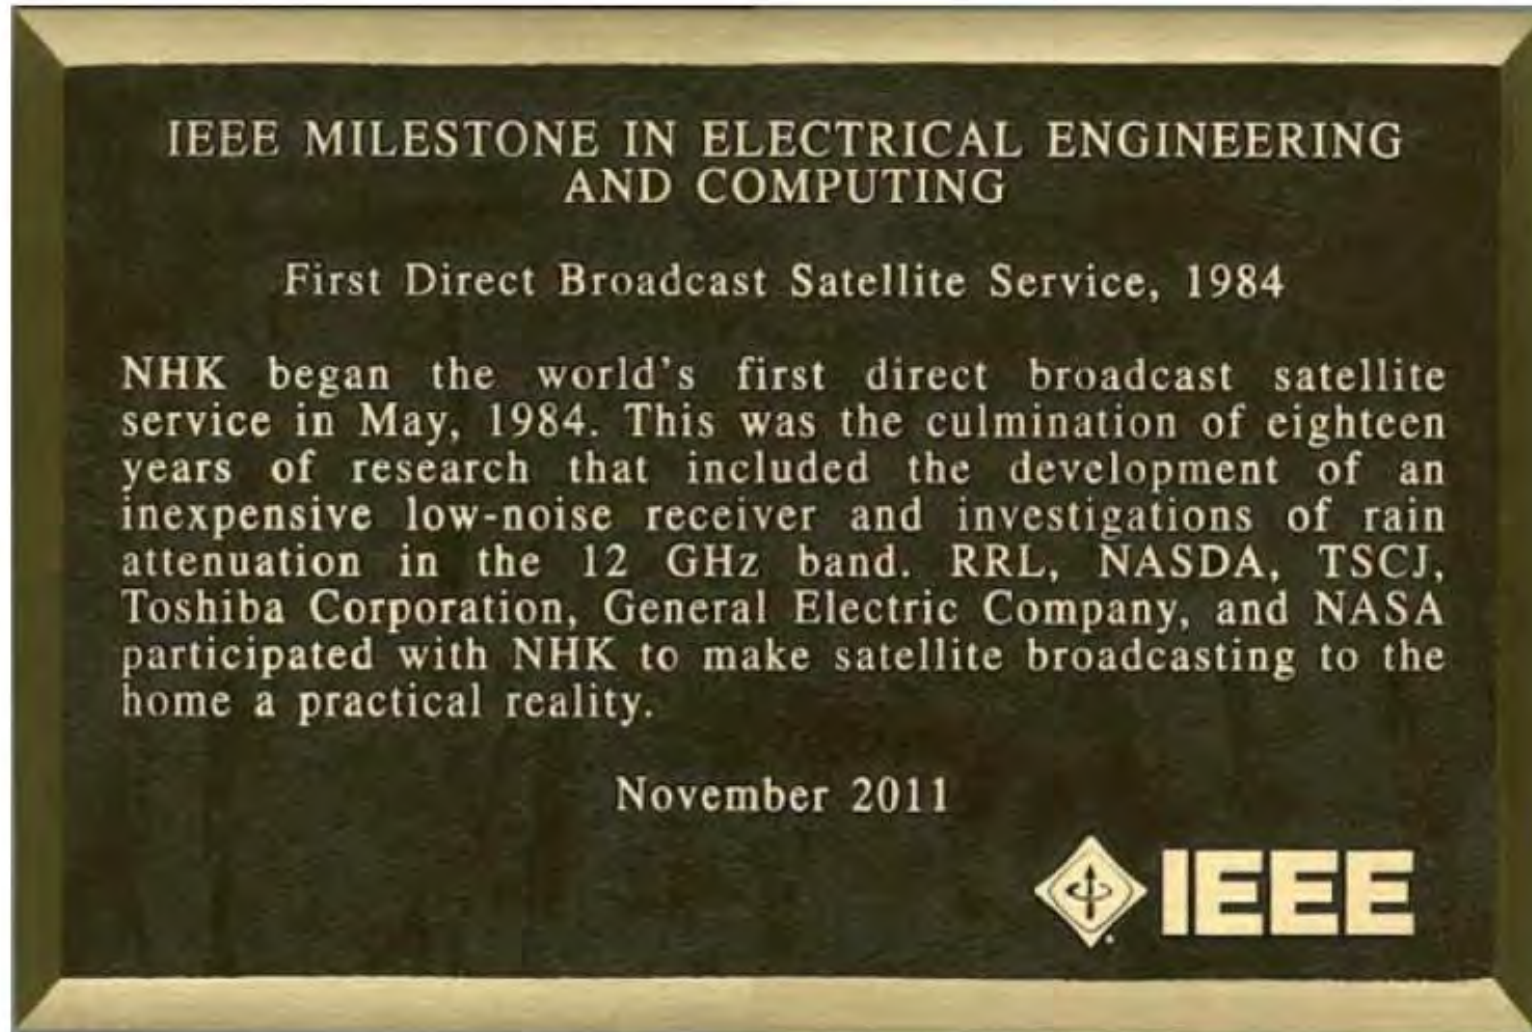 IEEE MILESTONE IN ELECTRICAL ENGINEERING
AND COMPUTING
First Direct Broadcast Satellite Service, 1984
NHK began the world's first direct broadcast satellite
service in May, 1984. This was the culmination of eighteen
years of research that included the development of an
inexpensive low-noise receiver and investigations of rain
attenuation in the 12 GHz band. RRL, NASDA, TSCJ,
Toshiba Corporation, General Electric Company, and NASA
participated with NHK to make satellite broadcasting to the
home a practical reality.
November 2011
IEEE